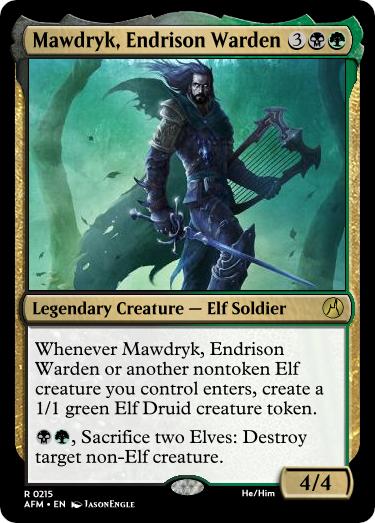 Mawdryk, Endrison Warden 3
Legendary Creature — Elf Soldier
Whenever Mawdryk, Endrison
Warden or another nontoken Elf
creature you control enters, create a
1/1 green Elf Druid creature token.
, Sacrifice two Elves: Destroy
target non-Elf creature.
4/4
R 0215
He/Him
AFM • EN JASONENGLE